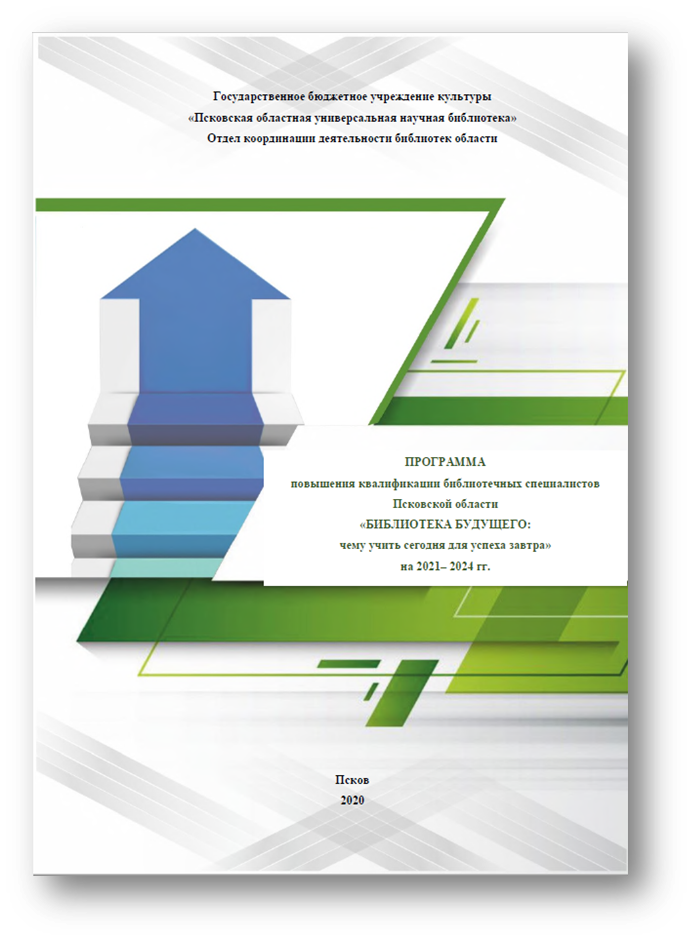 Государственное бюджетное учреждение культуры
«Псковская областная универсальная научная библиотека»
Отдел координации деятельности библиотек области
ПРОГРАММА
повышения квалификации библиотечных специалистов
Псковской области
«БИБЛИОТЕКА БУДУЩЕГО:
чему учить сегодня для успеха завтра»
на 2021– 2024 гг.
Псков
2020